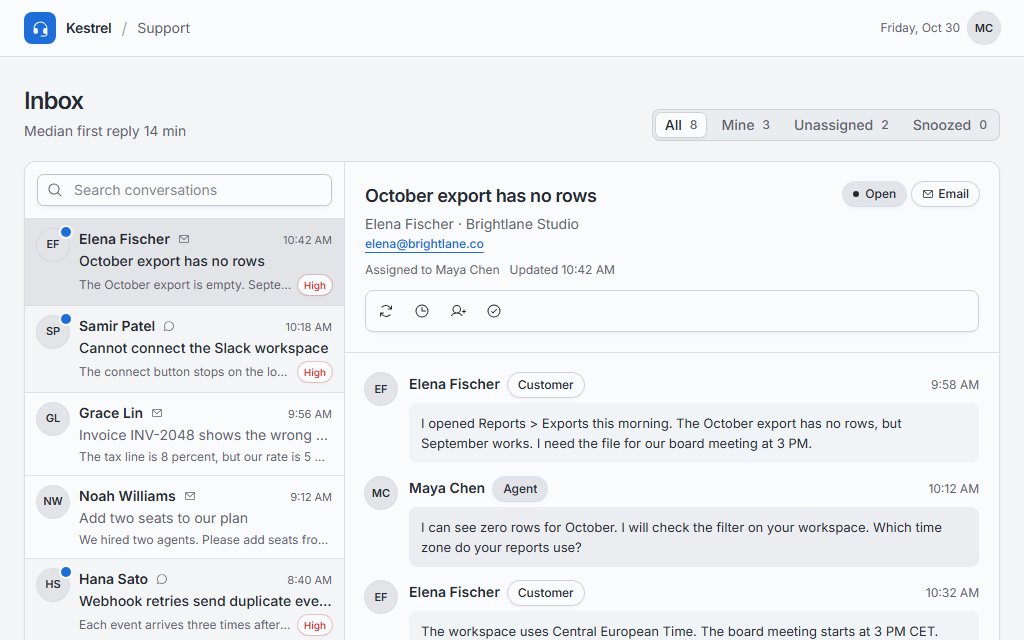 Kestrel / Support
Friday, Oct 30 MC
Inbox
Median first reply 14 min
All 8 Mine 3 Unassigned 2 Snoozed 0
Search conversations
EF Elena Fischer 10:42 AM
October export has no rows
The October export is empty. Septe... High
SP Samir Patel 10:18 AM
Cannot connect the Slack workspace
The connect button stops on the lo... High
GL Grace Lin 9:56 AM
Invoice INV-2048 shows the wrong ...
The tax line is 8 percent, but our rate is 5 ...
NW Noah Williams 9:12 AM
Add two seats to our plan
We hired two agents. Please add seats fro...
HS Hana Sato 8:40 AM
Webhook retries send duplicate eve...
Each event arrives three times after... High
October export has no rows
Open Email
Elena Fischer · Brightlane Studio
elena@brightlane.co
Assigned to Maya Chen Updated 10:42 AM
EF Elena Fischer Customer 9:58 AM
I opened Reports > Exports this morning. The October export has no rows, but
September works. I need the file for our board meeting at 3 PM.
MC Maya Chen Agent 10:12 AM
I can see zero rows for October. I will check the filter on your workspace. Which time
zone do your reports use?
EF Elena Fischer Customer 10:32 AM
The workspace uses Central European Time. The board meeting starts at 3 PM CET.